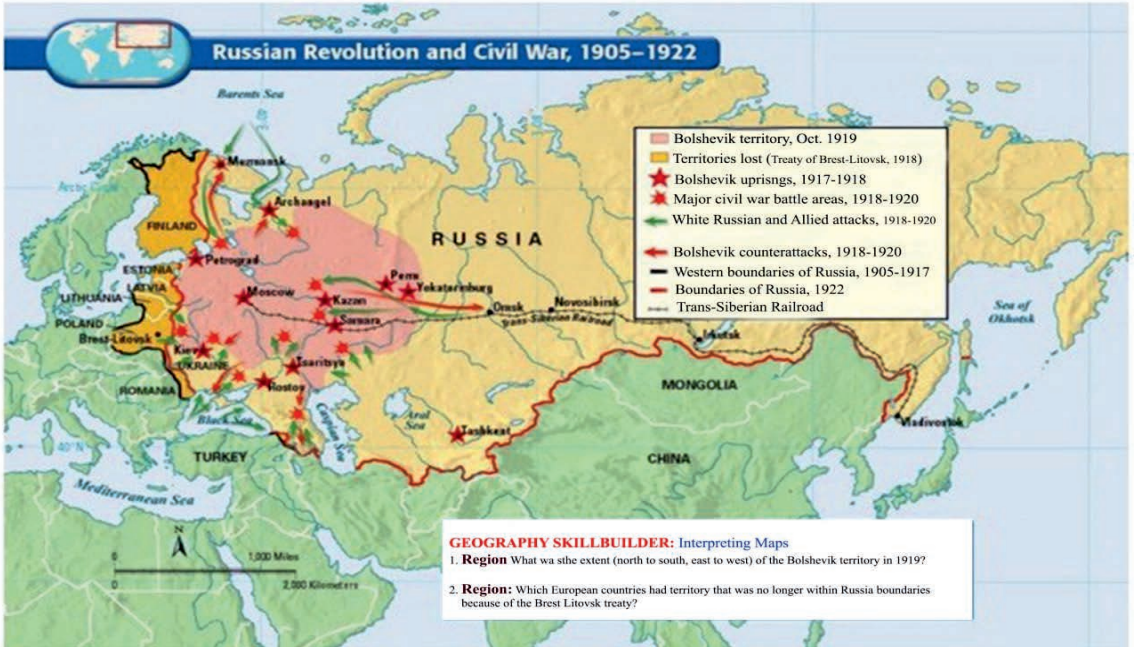 Russian Revolution and Civil War, 1905–1922
Barents Sea
Bolshevik territory, Oct. 1919
Territories lost (Treaty of Brest-Litovsk, 1918)
Bolshevik uprisngs, 1917-1918
Major civil war battle areas, 1918-1920
White Russian and Allied attacks, 1918-1920
Bolshevik counterattacks, 1918-1920
Western boundaries of Russia, 1905-1917
Boundaries of Russia, 1922
Trans-Siberian Railroad
Arctic Circle
Archangel
FINLAND
RUSSIA
Petrograd
ESTONIA
LATVIA
LITHUANIA
POLAND
Brest-Litovsk
Moscow
Kazan
Samara
Yekaterinburg
Omsk
Novosibirsk
Trans-Siberian Railroad
Irkutsk
Sea of
Okhotsk
Kiev
UKRAINE
Tsaritsyn
Rostov
ROMANIA
MONGOLIA
Black Sea
Caspian Sea
Aral
Sea
Tashkent
Vladivostok
40°N
TURKEY
CHINA
Mediterranean Sea
N
0
1,000 Miles
0
2,000 Kilometers
GEOGRAPHY SKILLBUILDER: Interpreting Maps
1. Region What wa sthe extent (north to south, east to west) of the Bolshevik territory in 1919?
2. Region: Which European countries had territory that was no longer within Russia boundaries
because of the Brest Litovsk treaty?